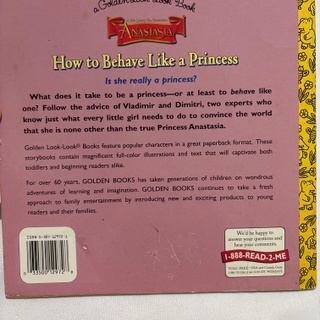 a Golden Look-Look Book
ANASTASIA
How to Behave Like a Princess
Is she really a princess?
What does it take to be a princess—or at least to behave like
one? Follow the advice of Vladimir and Dimitri, two experts who
know just what every little girl needs to do to convince the world
that she is none other than the true Princess Anastasia.
Golden Look-Look® Books feature popular characters in a great paperback format. These
storybooks contain magnificent full-color illustrations and text that will captivate both
toddlers and beginning readers alike.
For over 60 years, GOLDEN BOOKS has taken generations of children on wondrous
adventures of learning and imagination. GOLDEN BOOKS continues to take a fresh
approach to family entertainment by introducing new and exciting products to young
readers and their families.
We'd be happy to
answer your questions and
hear your comments.
1-888-READ-2-ME
0 33500 12972 8